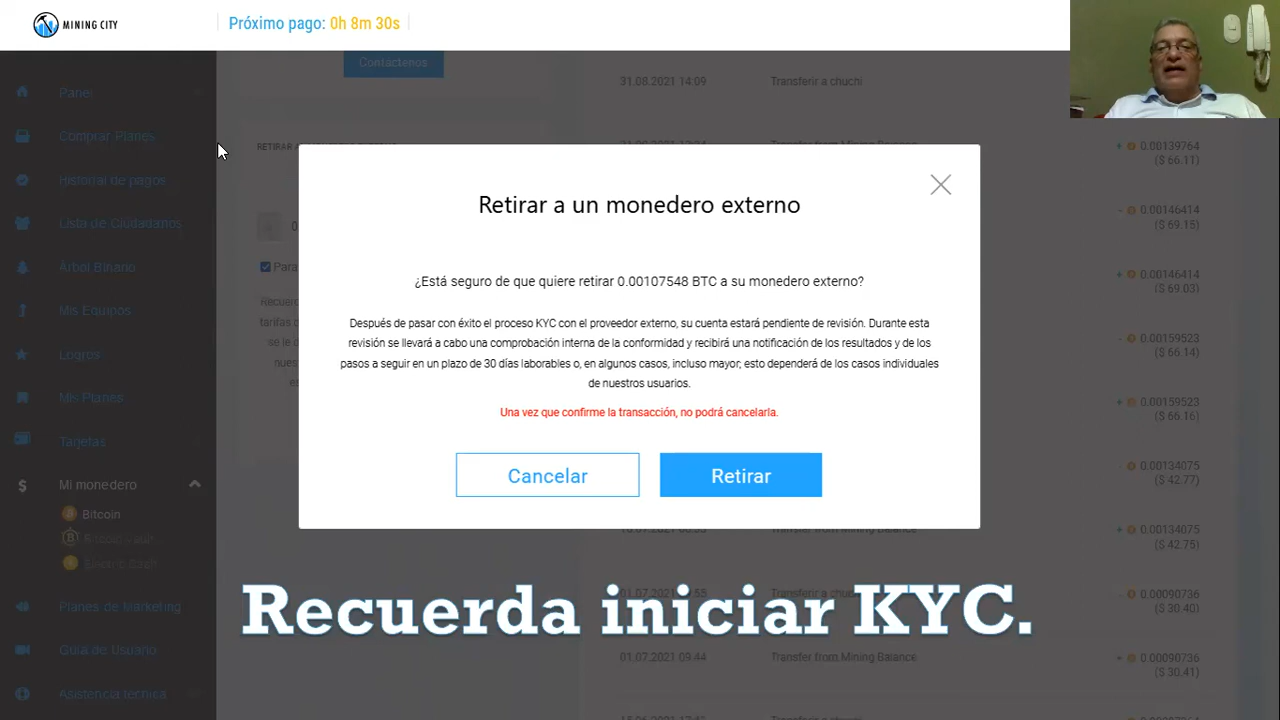 MINING CITY
Próximo pago: 0h 8m 30s
Contáctenos
Panel
Comprar Planes
Historial de pagos
Lista de Ciudadanos
Árbol Binario
Mis Equipos
Logros
Mis Planes
Tarjetas
Mi monedero
Bitcoin
Planes de Marketing
Guia de Usuario
Asistencia técnica
RETIRAR A
Para
Retirar a un monedero externo
¿Está seguro de que quiere retirar 0.00107548 BTC a su monedero externo?
Después de pasar con éxito el proceso KYC con el proveedor externo, su cuenta estará pendiente de revisión. Durante esta
revisión se llevará a cabo una comprobación interna de la conformidad y recibirá una notificación de los resultados y de los
pasos a seguir en un plazo de 30 días laborables o, en algunos casos, incluso mayor; esto dependerá de los casos individuales
de nuestros usuarios.
Una vez que confirme la transacción, no podrá cancelarla.
Cancelar
Retirar
31.08.2021 14:09 Transferir a chuchi
+ 0.00139764
($ 66.11)
- 0.00146414
($ 69.15)
+ 0.00146414
($ 69.03)
- 0.00159523
($ 66.14)
+ 0.00159523
($ 66.16)
- 0.00134075
($ 42.77)
Transfer from Mining Balance + 0.00134075
($ 42.75)
- 0.00090736
($ 30.40)
01.07.2021 09:44 Transfer from Mining Balance + 0.00090736
($ 30.41)
Recuerda iniciar KYC.